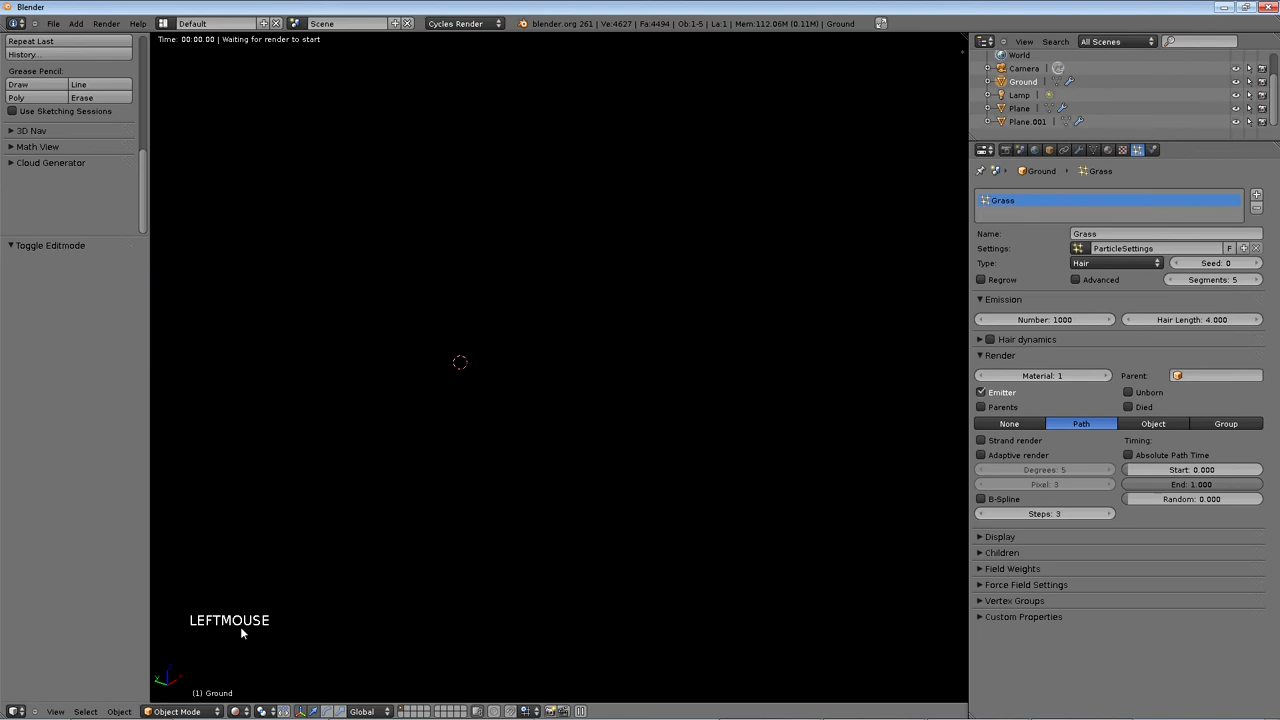 Blender
File Add Render Help
Default
Scene
Cycles Render
blender.org 261 | Ve:4627 | Fa:4494 | Ob:1-5 | La:1 | Mem:112.06M (0.11M) | Ground
Repeat Last
History...
Grease Pencil:
Draw Line
Poly Erase
Use Sketching Sessions
3D Nav
Math View
Cloud Generator
Toggle Editmode
Time: 00:00.00 | Waiting for render to start
LEFTMOUSE
(1) Ground
View Select Object
Object Mode
Global
View Search All Scenes
World
Camera
Ground
Lamp
Plane
Plane.001
Ground Grass
Grass
Name: Grass
Settings: ParticleSettings F
Type: Hair Seed: 0
Regrow Advanced Segments: 5
Emission
Number: 1000 Hair Length: 4.000
Hair dynamics
Render
Material: 1 Parent:
Emitter Unborn
Parents Died
None Path Object Group
Strand render Timing:
Adaptive render Absolute Path Time
Degrees: 5 Start: 0.000
Pixel: 3 End: 1.000
B-Spline Random: 0.000
Steps: 3
Display
Children
Field Weights
Force Field Settings
Vertex Groups
Custom Properties